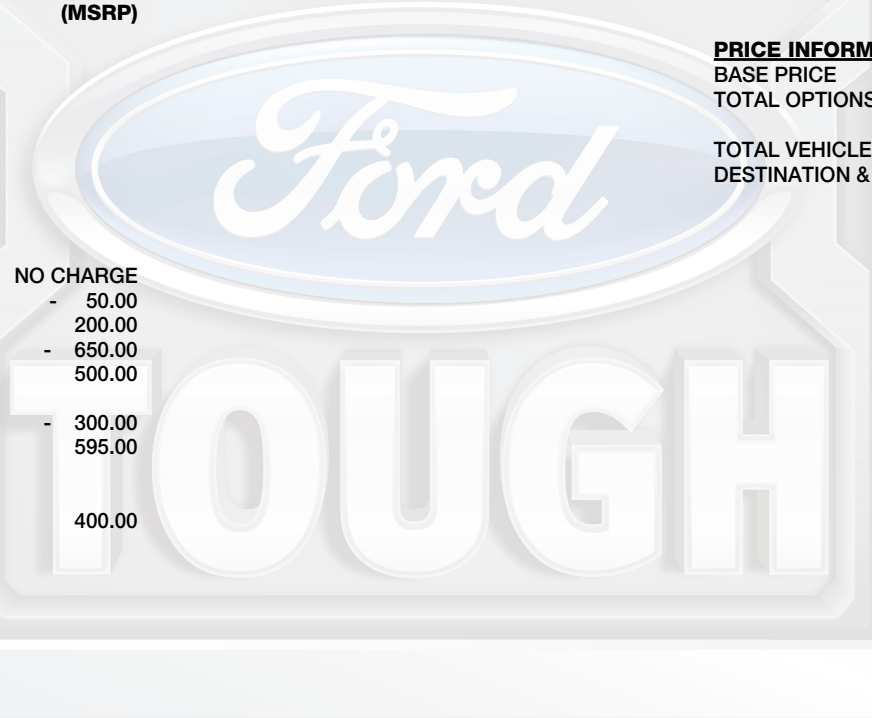 (MSRP)
PRICE INFORM
BASE PRICE
TOTAL OPTIONS
TOTAL VEHICLE
DESTINATION &
Ford
NO CHARGE
- 50.00
200.00
- 650.00
500.00
- 300.00
595.00
400.00
TOUGH